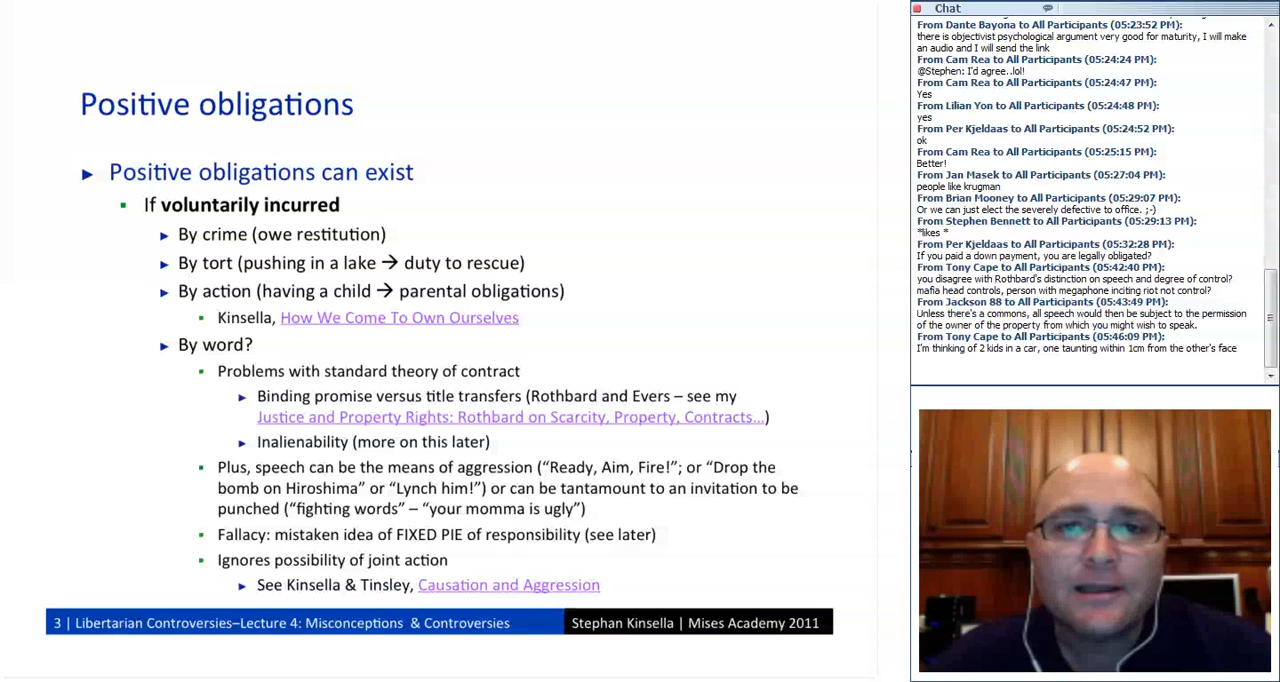 Positive obligations
► Positive obligations can exist
▪ If voluntarily incurred
► By crime (owe restitution)
► By tort (pushing in a lake → duty to rescue)
► By action (having a child → parental obligations)
▪ Kinsella, How We Come To Own Ourselves
► By word?
▪ Problems with standard theory of contract
► Binding promise versus title transfers (Rothbard and Evers – see my
Justice and Property Rights: Rothbard on Scarcity, Property, Contracts...)
► Inalienability (more on this later)
▪ Plus, speech can be the means of aggression (“Ready, Aim, Fire!”; or “Drop the
bomb on Hiroshima” or “Lynch him!”) or can be tantamount to an invitation to be
punched (“fighting words” – “your momma is ugly”)
▪ Fallacy: mistaken idea of FIXED PIE of responsibility (see later)
▪ Ignores possibility of joint action
► See Kinsella & Tinsley, Causation and Aggression
3 | Libertarian Controversies–Lecture 4: Misconceptions & Controversies
Stephan Kinsella | Mises Academy 2011
Chat
From Dante Bayona to All Participants (05:23:52 PM):
there is objectivist psychological argument very good for maturity, I will make
an audio and I will send the link
From Cam Rea to All Participants (05:24:24 PM):
@Stephen: I'd agree..lol!
From Cam Rea to All Participants (05:24:47 PM):
Yes
From Lilian Yon to All Participants (05:24:48 PM):
yes
From Per Kjeldaas to All Participants (05:24:52 PM):
ok
From Cam Rea to All Participants (05:25:15 PM):
Better!
From Jan Masek to All Participants (05:27:04 PM):
people like krugman
From Brian Mooney to All Participants (05:29:07 PM):
Or we can just elect the severely defective to office. ;-)
From Stephen Bennett to All Participants (05:29:13 PM):
*likes *
From Per Kjeldaas to All Participants (05:32:28 PM):
If you paid a down payment, you are legally obligated?
From Tony Cape to All Participants (05:42:40 PM):
you disagree with Rothbard's distinction on speech and degree of control?
mafia head controls, person with megaphone inciting riot not control?
From Jackson 88 to All Participants (05:43:49 PM):
Unless there's a commons, all speech would then be subject to the permission
of the owner of the property from which you might wish to speak.
From Tony Cape to All Participants (05:46:09 PM):
I'm thinking of 2 kids in a car, one taunting within 1cm from the other's face